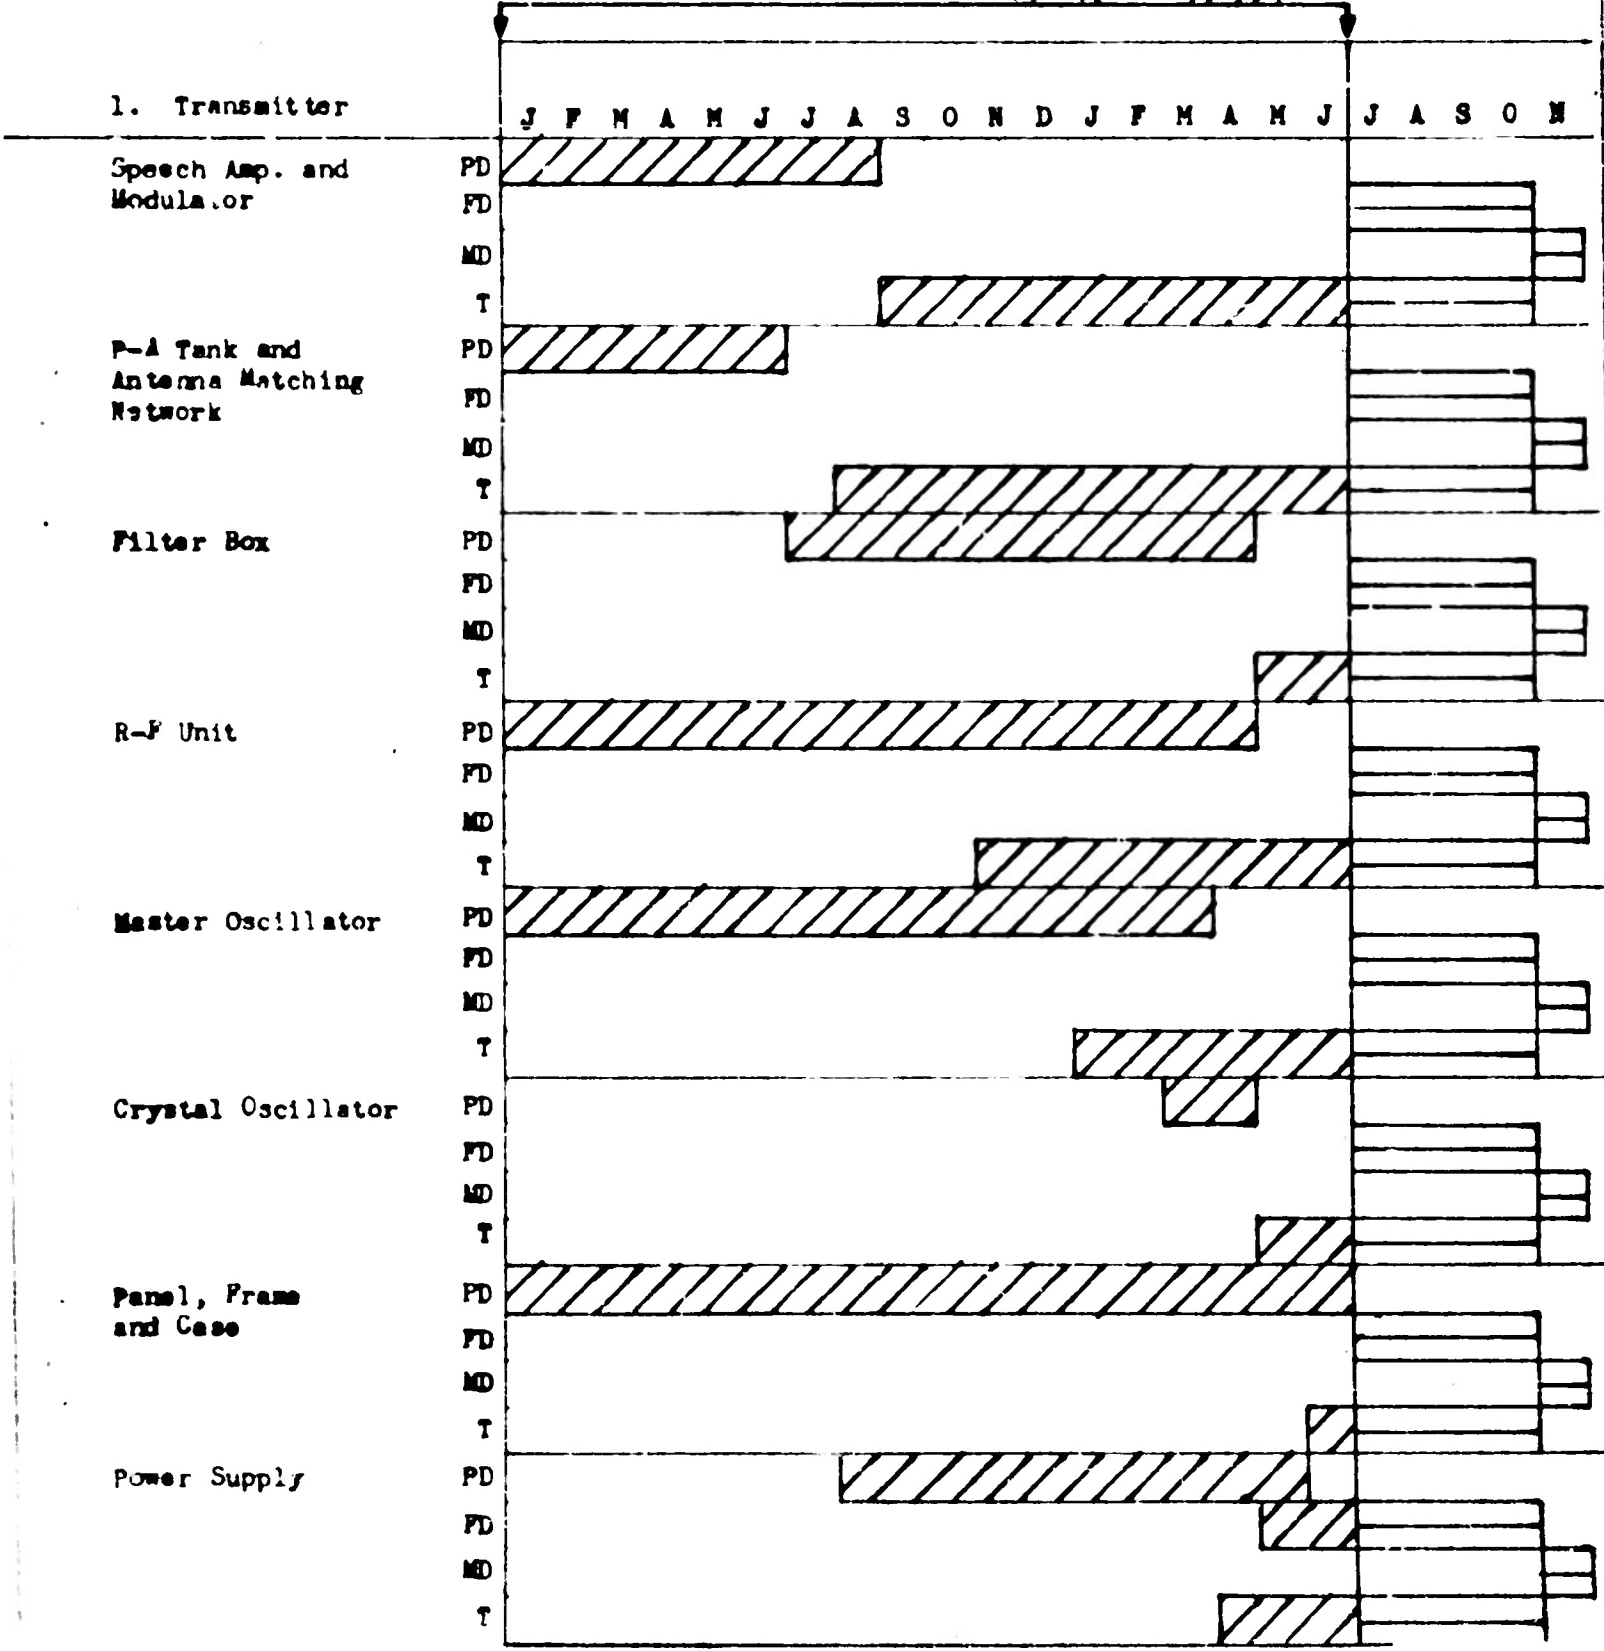 1. Transmitter
J F M A M J J A S O N D J F M A M J J A S O N
Speech Amp. and
PD
FD
MD
T
P-A Tank and
Antenna Matching
Network
PD
FD
MD
T
Filter Box
PD
FD
MD
T
R-F Unit
PD
FD
MD
T
Master Oscillator
PD
FD
MD
T
Crystal Oscillator
PD
FD
MD
T
Panel, Frame
and Case
PD
FD
MD
T
Power Supply
PD
FD
MD
T